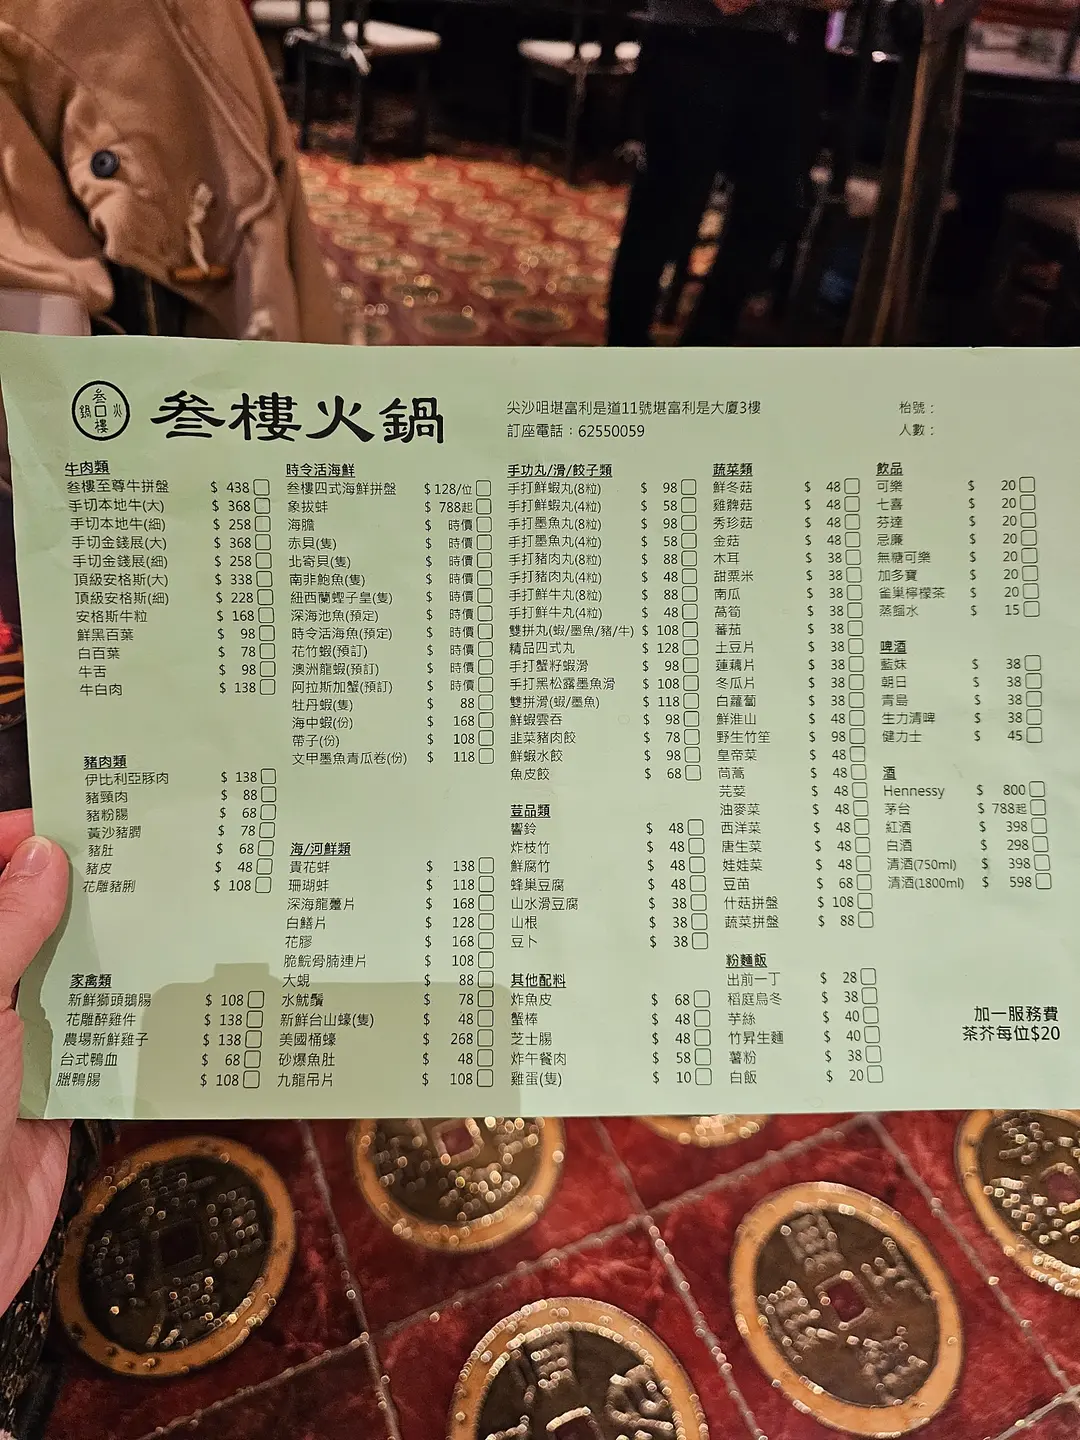 叁口樓火鍋
叁樓火鍋
尖沙咀堪富利是道11號堪富利是大廈3樓
訂座電話：62550059
枱號：
人數：
牛肉類
叁樓至尊牛拼盤 $ 438
手切本地牛(大) $ 368
手切本地牛(細) $ 258
手切金錢展(大) $ 368
手切金錢展(細) $ 258
頂級安格斯(大) $ 338
頂級安格斯(細) $ 228
安格斯牛粒 $ 168
鮮黑百葉 $ 98
白百葉 $ 78
牛舌 $ 98
牛白肉 $ 138
豬肉類
伊比利亞豚肉 $ 138
豬頸肉 $ 88
豬粉腸 $ 68
黃沙豬膶 $ 78
豬肚 $ 68
豬皮 $ 48
花雕豬脷 $ 108
家禽類
新鮮獅頭鵝腸 $ 108
花雕醉雞件 $ 138
農場新鮮雞子 $ 138
台式鴨血 $ 68
臘鴨腸 $ 108
時令活海鮮
叁樓四式海鮮拼盤 $ 128/位
象拔蚌 $ 788起
海膽 $ 時價
赤貝(隻) $ 時價
北寄貝(隻) $ 時價
南非鮑魚(隻) $ 時價
紐西蘭蟶子皇(隻) $ 時價
深海池魚(預定) $ 時價
時令活海魚(預定) $ 時價
花竹蝦(預訂) $ 時價
澳洲龍蝦(預訂) $ 時價
阿拉斯加蟹(預訂) $ 時價
牡丹蝦(隻) $ 88
海中蝦(份) $ 168
帶子(份) $ 108
文甲墨魚青瓜卷(份) $ 118
海/河鮮類
貴花蚌 $ 138
珊瑚蚌 $ 118
深海龍躉片 $ 168
白鱔片 $ 128
花膠 $ 168
脆鯇骨腩連片 $ 108
大蜆 $ 88
水魷鬚 $ 78
新鮮台山蠔(隻) $ 48
美國桶蠔 $ 268
砂爆魚肚 $ 48
九龍吊片 $ 108
手功丸/滑/餃子類
手打鮮蝦丸(8粒) $ 98
手打鮮蝦丸(4粒) $ 58
手打墨魚丸(8粒) $ 98
手打墨魚丸(4粒) $ 58
手打豬肉丸(8粒) $ 88
手打豬肉丸(4粒) $ 48
手打鮮牛丸(8粒) $ 88
手打鮮牛丸(4粒) $ 48
雙拼丸(蝦/墨魚/豬/牛) $ 108
精品四式丸 $ 128
手打蟹籽蝦滑 $ 98
手打黑松露墨魚滑 $ 108
雙拼滑(蝦/墨魚) $ 118
鮮蝦雲吞 $ 98
韭菜豬肉餃 $ 78
鮮蝦水餃 $ 98
魚皮餃 $ 68
荳品類
響鈴 $ 48
炸枝竹 $ 48
鮮腐竹 $ 48
蜂巢豆腐 $ 48
山水滑豆腐 $ 38
山根 $ 38
豆卜 $ 38
其他配料
炸魚皮 $ 68
蟹棒 $ 48
芝士腸 $ 48
炸午餐肉 $ 58
雞蛋(隻) $ 10
蔬菜類
鮮冬菇 $ 48
雞髀菇 $ 48
秀珍菇 $ 48
金菇 $ 48
木耳 $ 38
甜粟米 $ 38
南瓜 $ 38
萵筍 $ 38
蕃茄 $ 38
土豆片 $ 38
蓮藕片 $ 38
冬瓜片 $ 38
白蘿蔔 $ 38
鮮淮山 $ 48
野生竹笙 $ 98
皇帝菜 $ 48
茼蒿 $ 48
芫荽 $ 48
油麥菜 $ 48
西洋菜 $ 48
唐生菜 $ 48
娃娃菜 $ 48
豆苗 $ 68
什菇拼盤 $ 108
蔬菜拼盤 $ 88
粉麵飯
出前一丁 $ 28
稻庭烏冬 $ 38
芋絲 $ 40
竹昇生麵 $ 40
薯粉 $ 38
白飯 $ 20
飲品
可樂 $ 20
七喜 $ 20
芬達 $ 20
忌廉 $ 20
無糖可樂 $ 20
加多寶 $ 20
雀巢檸檬茶 $ 20
蒸餾水 $ 15
啤酒
藍妹 $ 38
朝日 $ 38
青島 $ 38
生力清啤 $ 38
健力士 $ 45
酒
Hennessy $ 800
茅台 $ 788起
紅酒 $ 398
白酒 $ 298
清酒(750ml) $ 398
清酒(1800ml) $ 598
加一服務費
茶芥每位$20